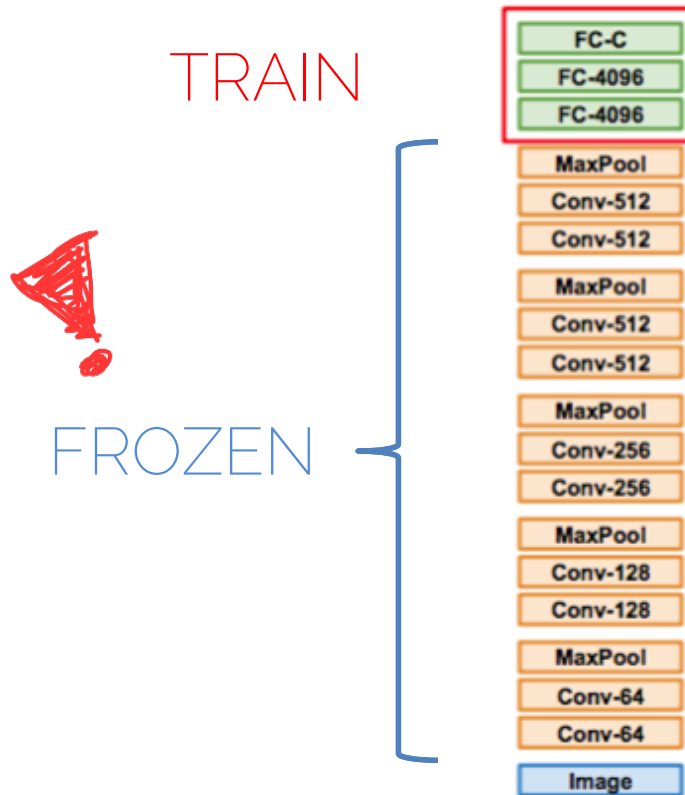 TRAIN
FC-C
FC-4096
FC-4096
MaxPool
Conv-512
Conv-512
MaxPool
Conv-512
Conv-512
FROZEN
MaxPool
Conv-256
Conv-256
MaxPool
Conv-128
Conv-128
MaxPool
Conv-64
Conv-64
Image